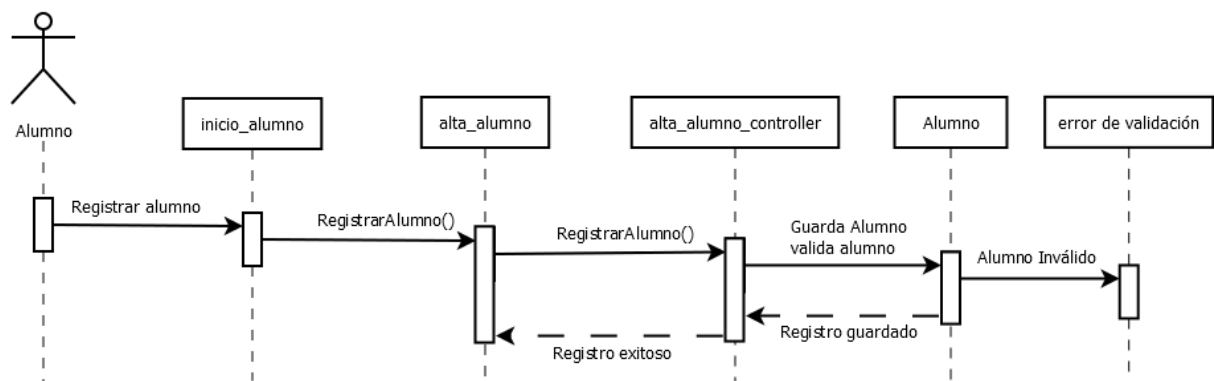 Alumno
inicio_alumno
alta_alumno
alta_alumno_controller
Alumno
error de validación
Registrar alumno
RegistrarAlumno()
RegistrarAlumno()
Guarda Alumno
valida alumno
Alumno Inválido
Registro guardado
Registro exitoso